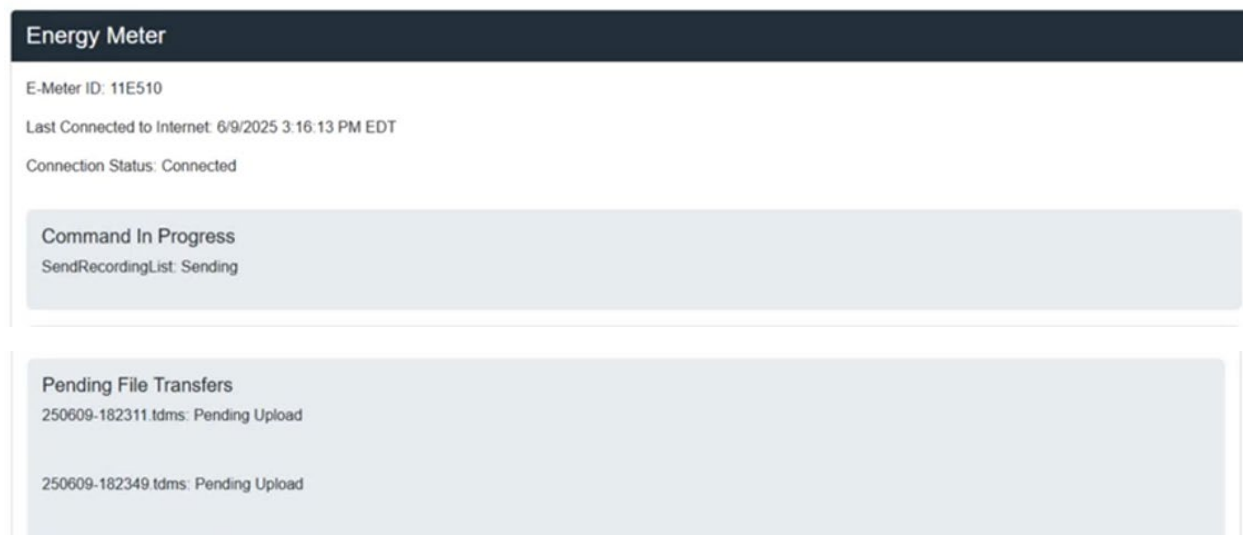 Energy Meter
E-Meter ID: 11E510
Last Connected to Internet: 6/9/2025 3:16:13 PM EDT
Connection Status: Connected
Command In Progress
SendRecordingList: Sending
Pending File Transfers
250609-182311.tdms: Pending Upload
250609-182349.tdms: Pending Upload